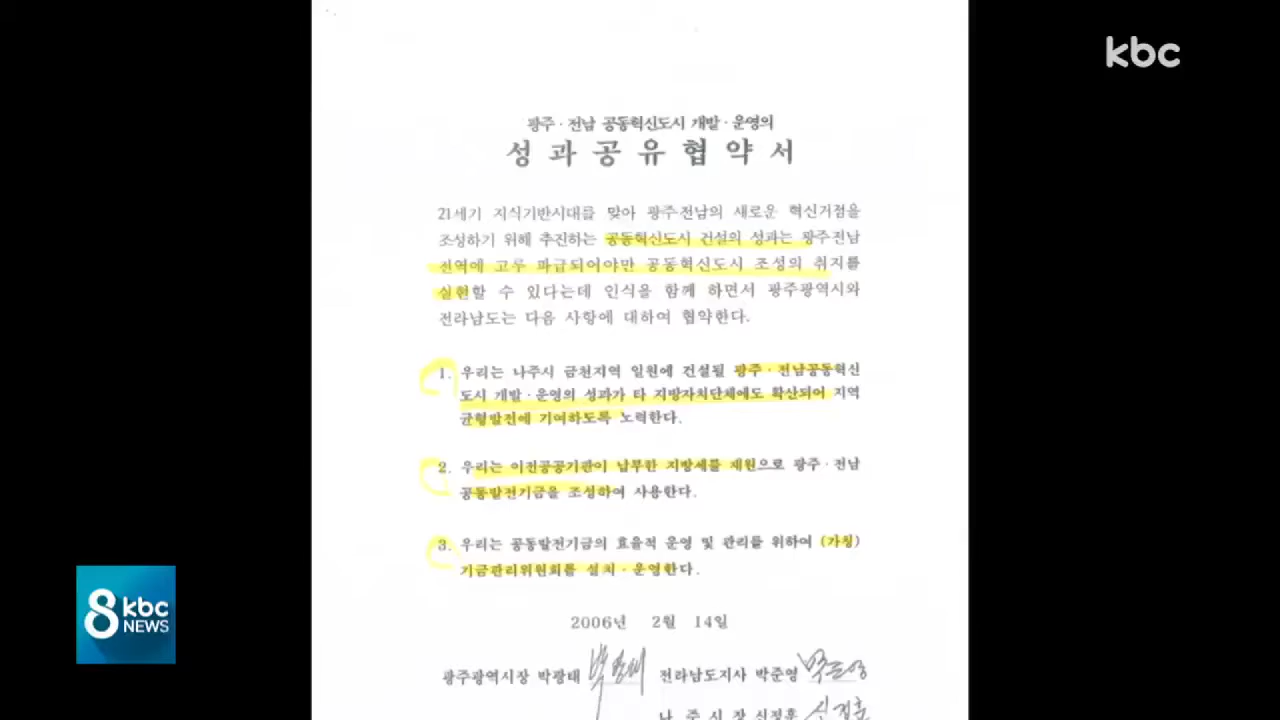 kbc
광주·전남 공동혁신도시 개발·운영의
성과공유협약서
21세기 지식기반시대를 맞아 광주전남의 새로운 혁신거점을
조성하기 위해 추진하는 공동혁신도시 건설의 성과는 광주전남
전역에 고루 파급되어야만 공동혁신도시 조성의 취지를
실현할 수 있다는데 인식을 함께 하면서 광주광역시와
전라남도는 다음 사항에 대하여 협약한다.
1. 우리는 나주시 금천지역 일원에 건설될 광주·전남공동혁신
도시 개발·운영의 성과가 타 지방자치단체에도 확산되어 지역
균형발전에 기여하도록 노력한다.
2. 우리는 이전공공기관이 납부한 지방세를 재원으로 광주·전남
공동발전기금을 조성하여 사용한다.
3. 우리는 공동발전기금의 효율적 운영 및 관리를 위하여 (가칭)
기금관리위원회를 설치·운영한다.
2006년 2월 14일
광주광역시장 박광태 전라남도지사 박준영
나주시장 신정훈
8 kbc NEWS